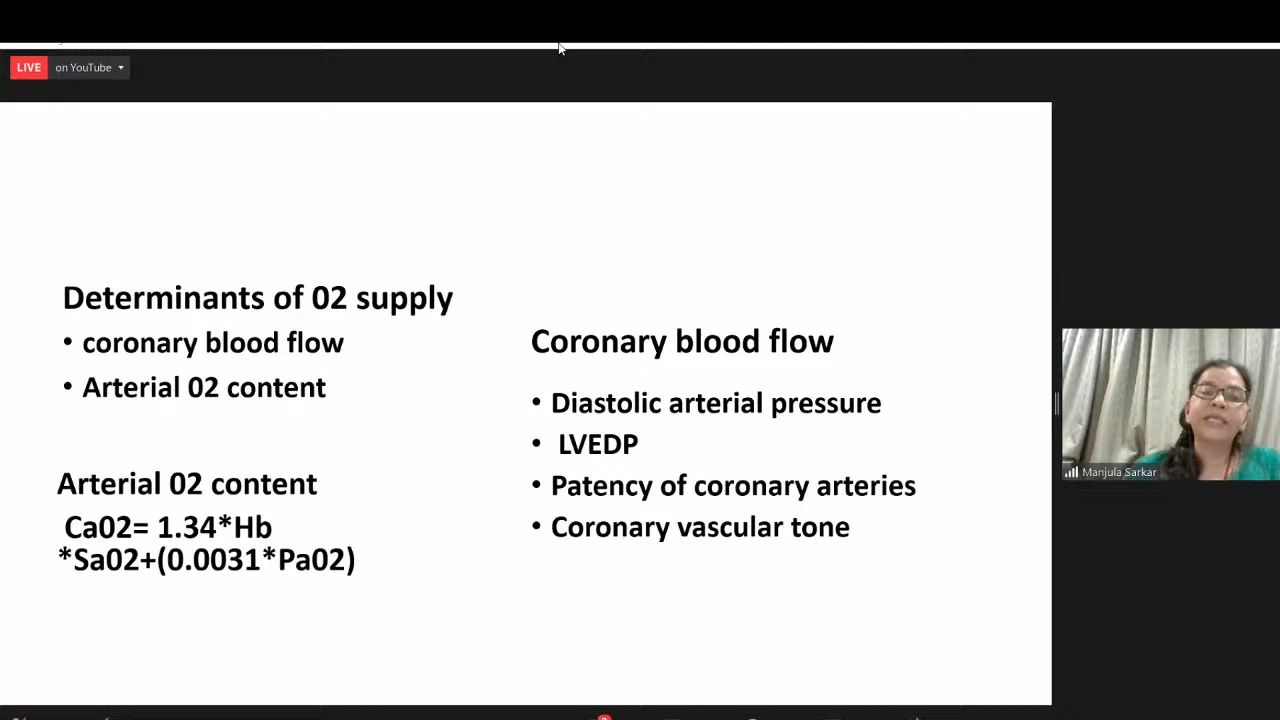 LIVE on YouTube
Determinants of 02 supply
• coronary blood flow
• Arterial 02 content
Arterial 02 content
Ca02= 1.34*Hb
*Sa02+(0.0031*Pa02)
Coronary blood flow
• Diastolic arterial pressure
• LVEDP
• Patency of coronary arteries
• Coronary vascular tone
Manjula Sarkar